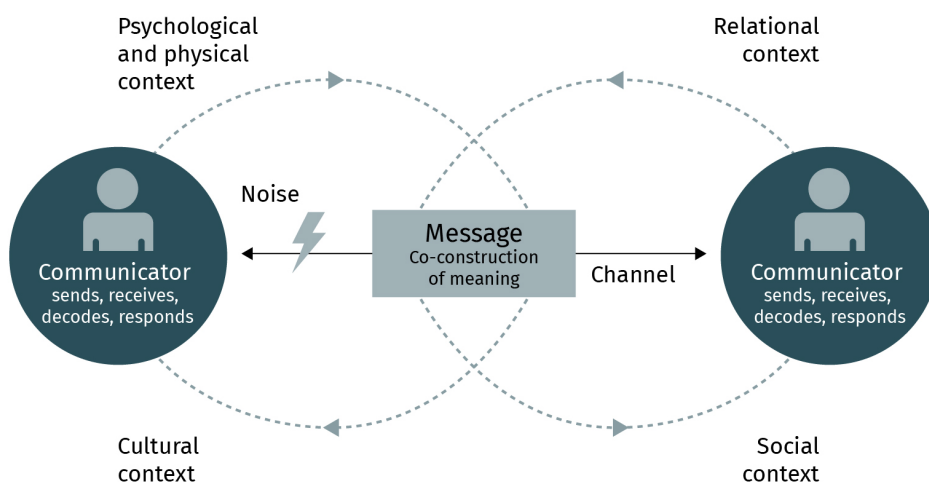 Psychological
and physical
context
Relational
context
Noise
Message
Co-construction
of meaning
Channel
Communicator
sends, receives,
decodes, responds
Communicator
sends, receives,
decodes, responds
Cultural
context
Social
context